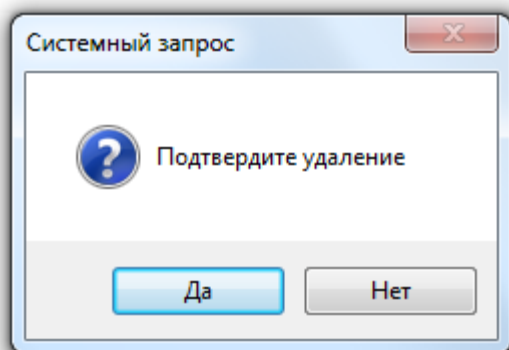 Системный запрос
Подтвердите удаление
Да
Нет